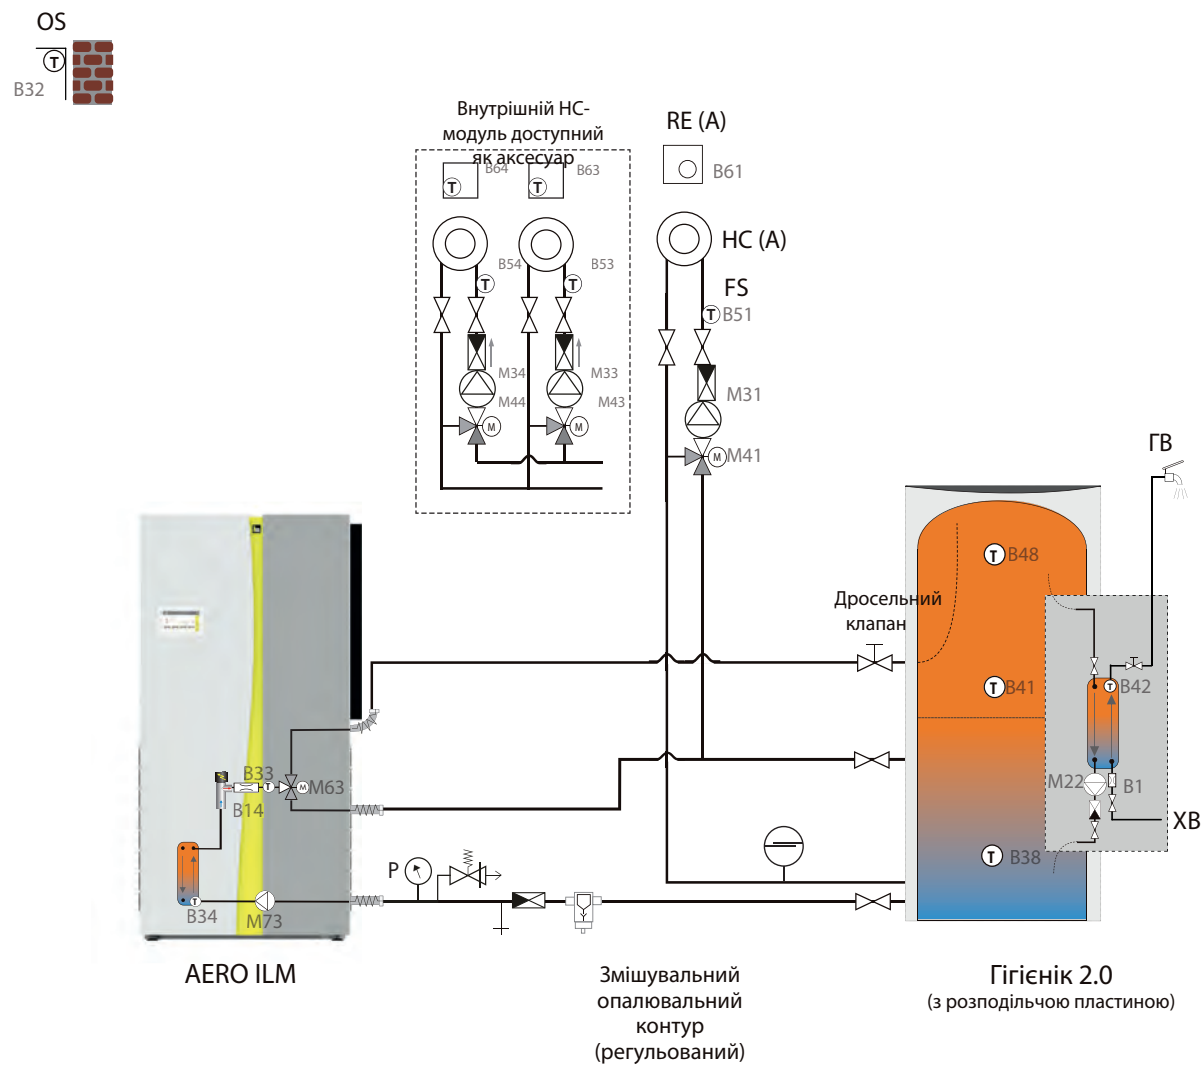 OS
T
B32
Внутрішній НС-
модуль доступний
як аксесуар
B64
B63
T
T
RE (A)
B61
HC (A)
B54
B53
T
T
FS
T
B51
M34
M33
M31
M44
M43
M
M
M
M41
ГВ
T
B48
Дросельний
клапан
T
B41
T
B42
B33
T
M
M63
B14
M22
B1
ХВ
T
B38
P
T
B34
M73
AERO ILM
Змішувальний
опалювальний
контур
(регульований)
Гігієнік 2.0
(з розподільчою пластиною)